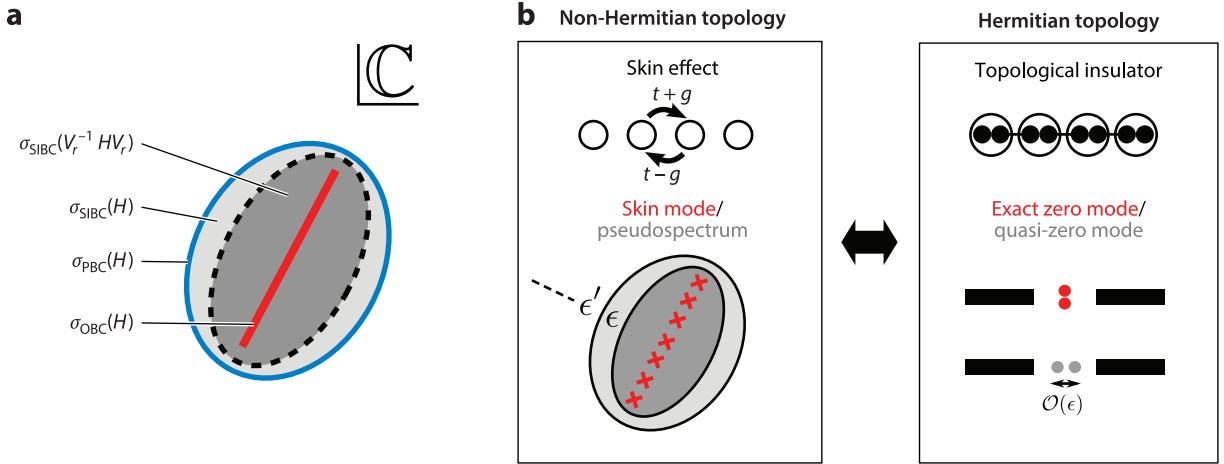 a
ℂ
σSIBC(Vr⁻¹ HVr)
σSIBC(H)
σPBC(H)
σOBC(H)
b
Non-Hermitian topology
Skin effect
t + g
t – g
Skin mode/
pseudospectrum
ϵ′
ϵ
Hermitian topology
Topological insulator
Exact zero mode/
quasi-zero mode
𝒪(ϵ)